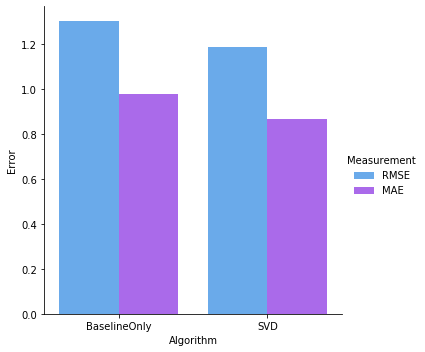 1.2
1.0
0.8
0.6
0.4
0.2
0.0
Error
BaselineOnly
SVD
Algorithm
Measurement
RMSE
MAE